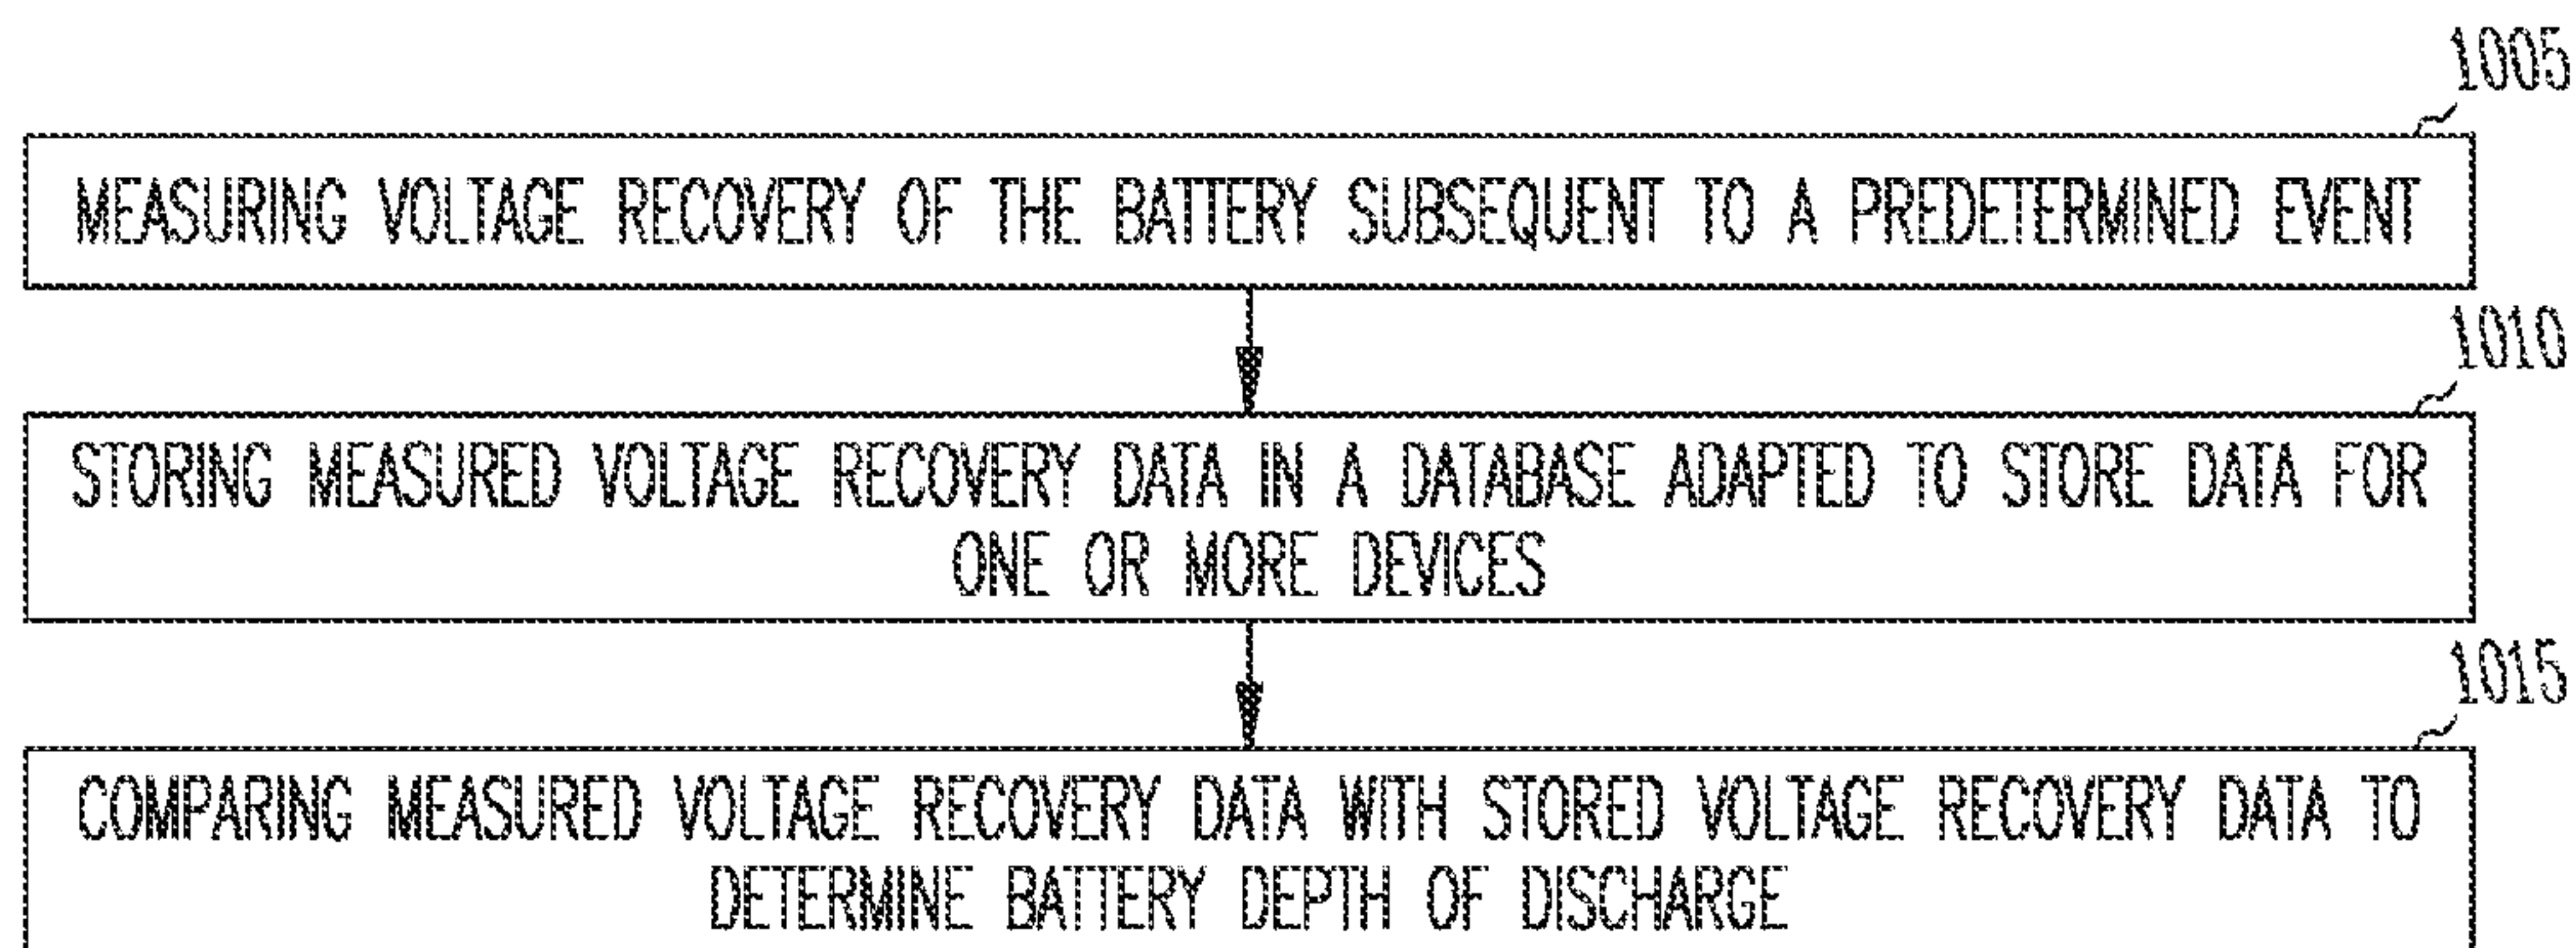 1005
MEASURING VOLTAGE RECOVERY OF THE BATTERY SUBSEQUENT TO A PREDETERMINED EVENT
1010
STORING MEASURED VOLTAGE RECOVERY DATA IN A DATABASE ADAPTED TO STORE DATA FOR
ONE OR MORE DEVICES
1015
COMPARING MEASURED VOLTAGE RECOVERY DATA WITH STORED VOLTAGE RECOVERY DATA TO
DETERMINE BATTERY DEPTH OF DISCHARGE